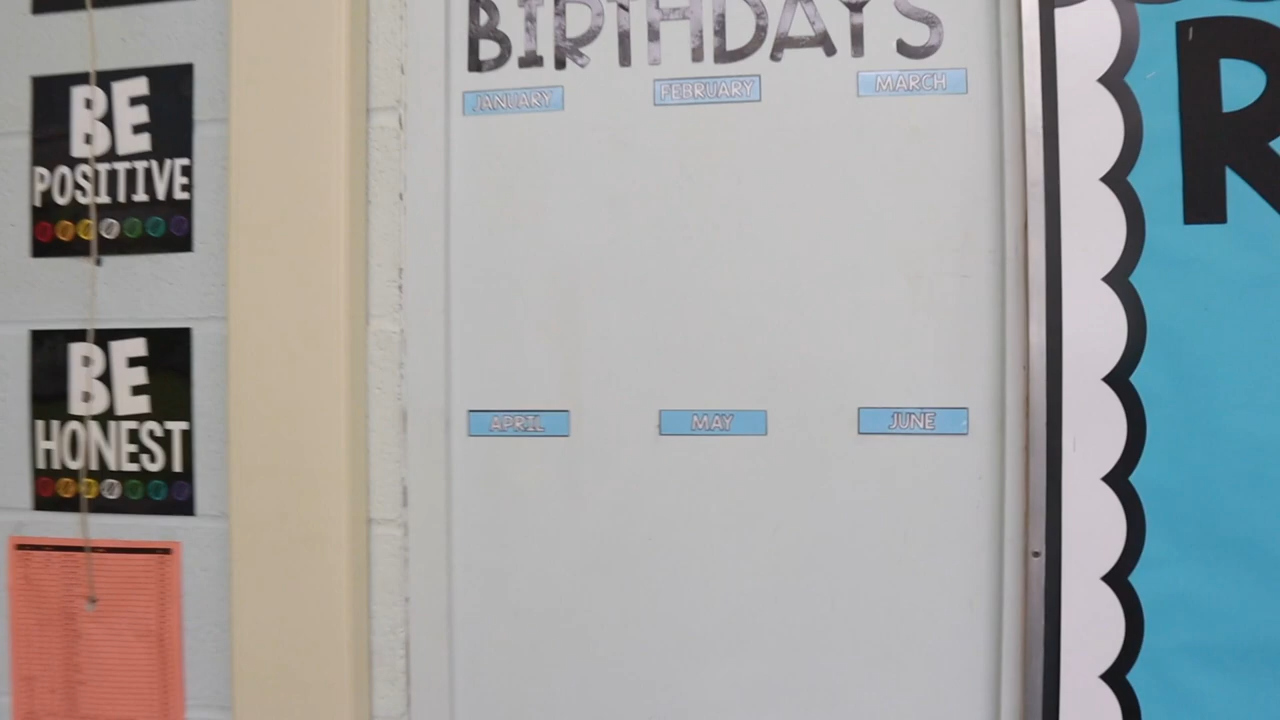 BE
POSITIVE
BE
HONEST
BIRTHDAYS
JANUARY FEBRUARY MARCH
APRIL MAY JUNE
R